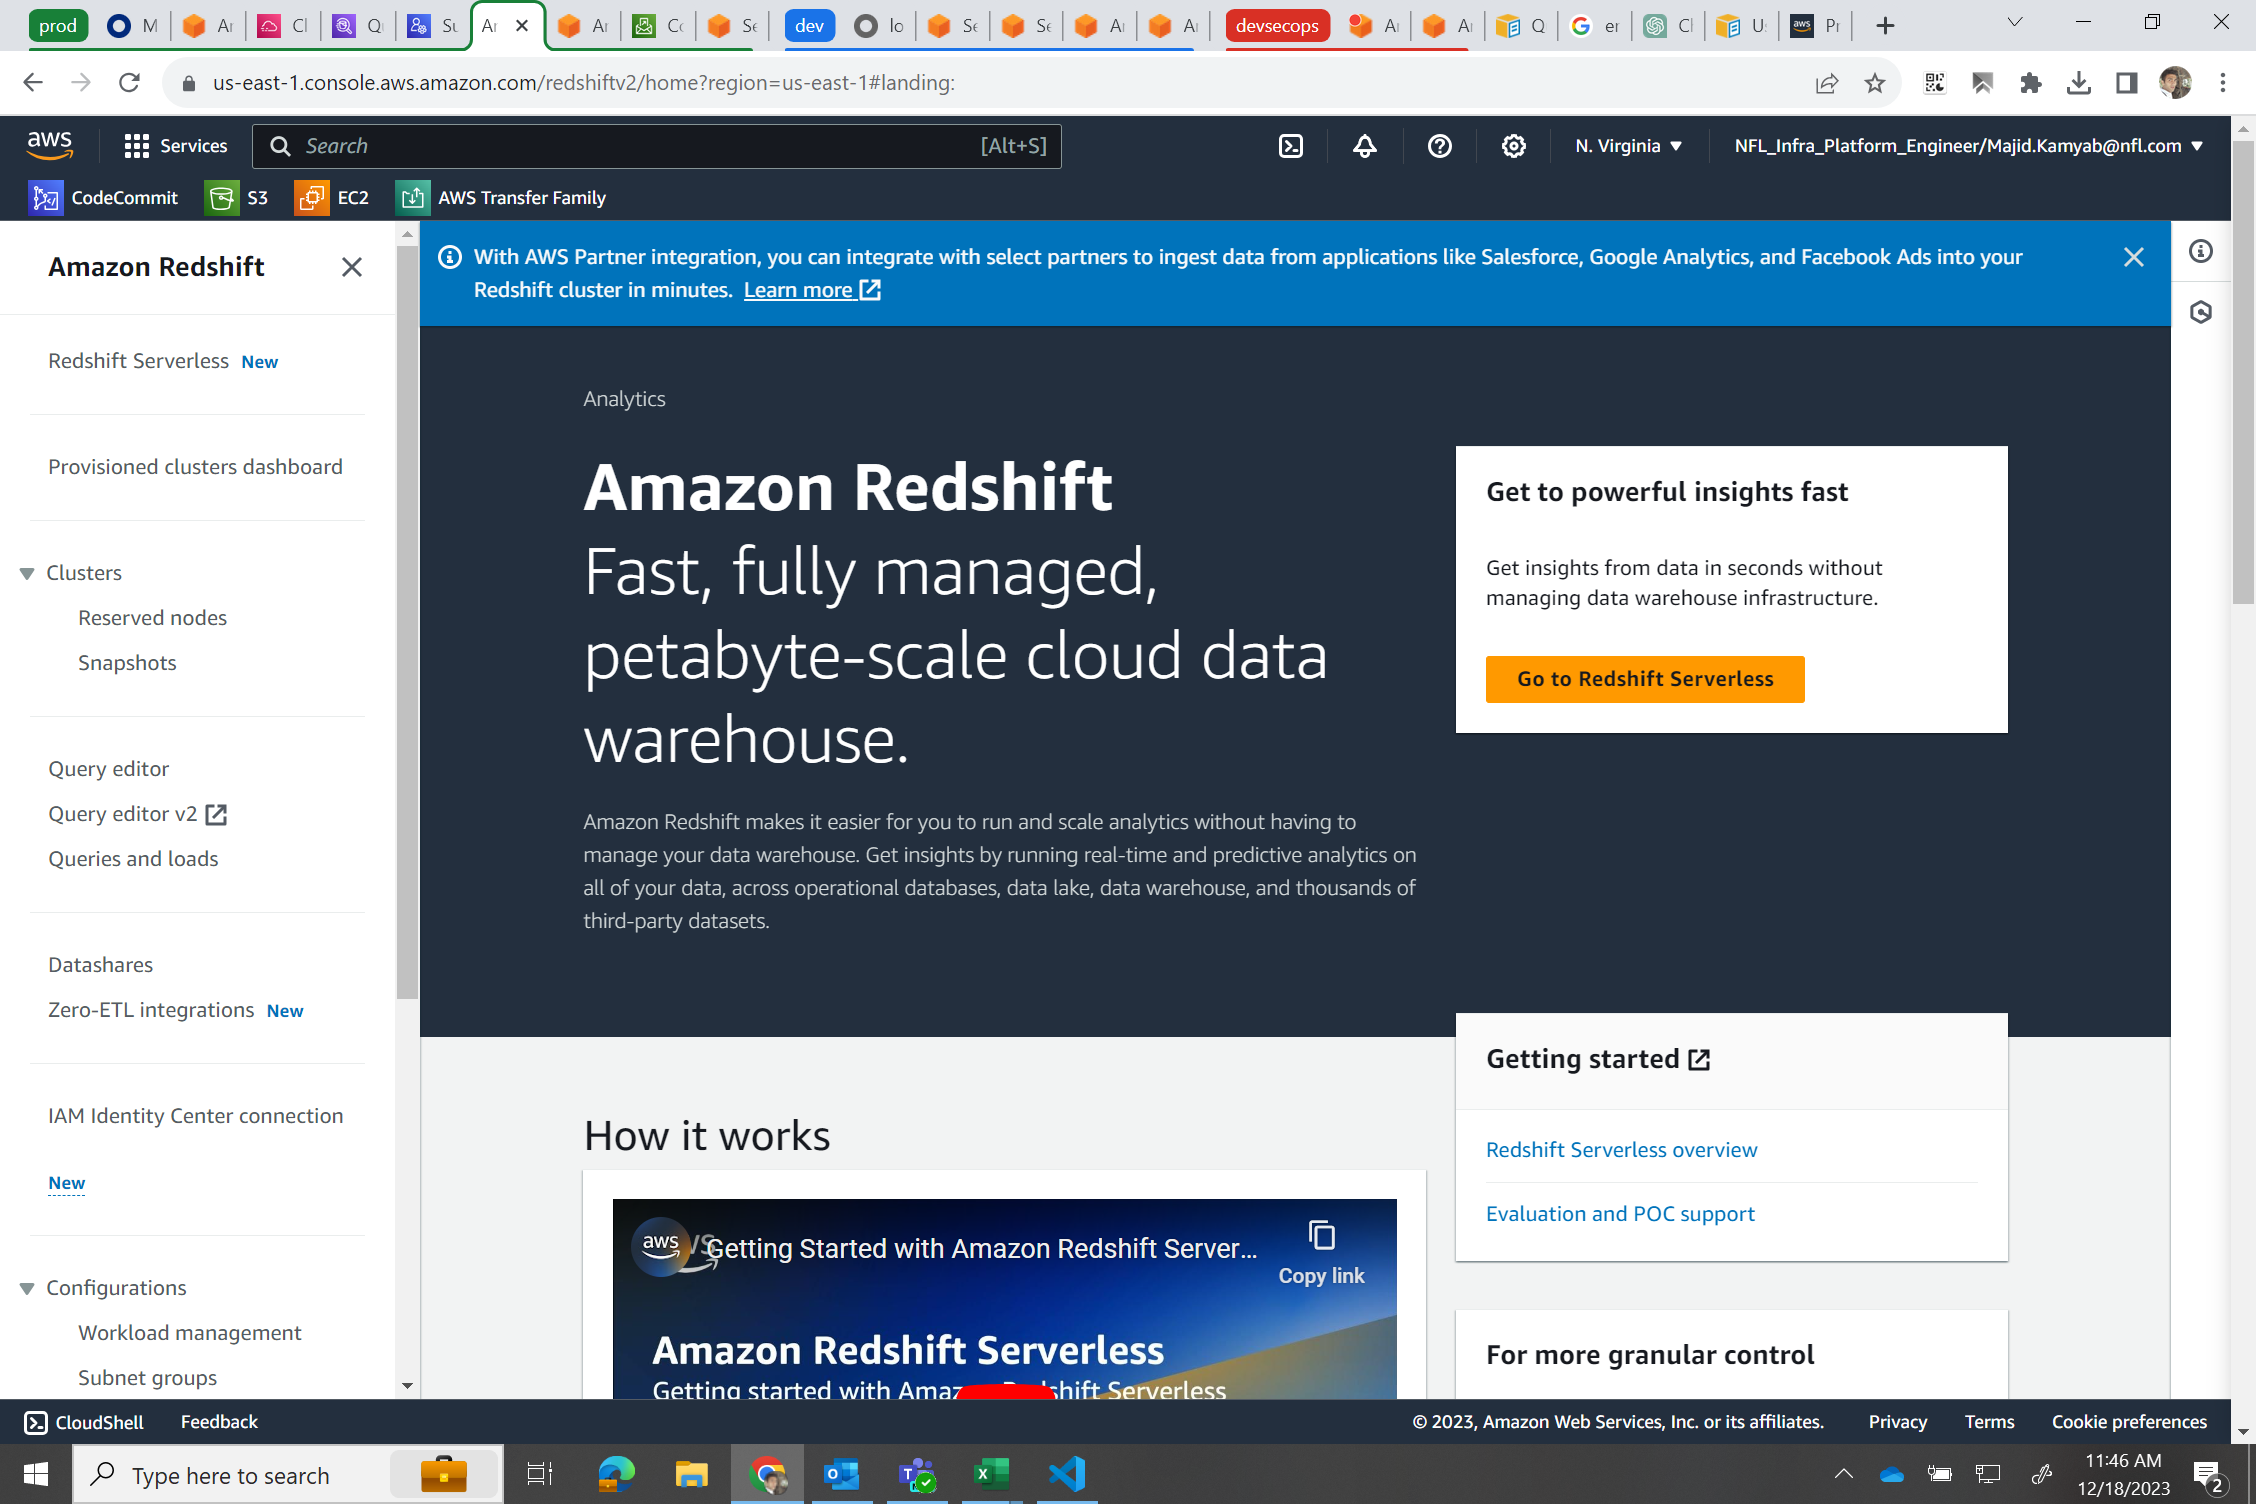 prod
M
Ar
Cl
Q
Su
Ar
Ar
Co
Se
dev
lo
Se
Se
Ar
Ar
devsecops
Ar
Ar
Q
er
Cl
Us
Pr
us-east-1.console.aws.amazon.com/redshiftv2/home?region=us-east-1#landing:
aws
Services
Search
[Alt+S]
N. Virginia
NFL_Infra_Platform_Engineer/Majid.Kamyab@nfl.com
CodeCommit
S3
EC2
AWS Transfer Family
Amazon Redshift
Redshift Serverless New
Provisioned clusters dashboard
Clusters
Reserved nodes
Snapshots
Query editor
Query editor v2
Queries and loads
Datashares
Zero-ETL integrations New
IAM Identity Center connection
New
Configurations
Workload management
Subnet groups
With AWS Partner integration, you can integrate with select partners to ingest data from applications like Salesforce, Google Analytics, and Facebook Ads into your
Redshift cluster in minutes. Learn more
Analytics
Amazon Redshift
Fast, fully managed,
petabyte-scale cloud data
warehouse.
Amazon Redshift makes it easier for you to run and scale analytics without having to
manage your data warehouse. Get insights by running real-time and predictive analytics on
all of your data, across operational databases, data lake, data warehouse, and thousands of
third-party datasets.
Get to powerful insights fast
Get insights from data in seconds without
managing data warehouse infrastructure.
Go to Redshift Serverless
How it works
aws
Getting Started with Amazon Redshift Server...
Copy link
Amazon Redshift Serverless
Getting started with Amazon Redshift Serverless
Getting started
Redshift Serverless overview
Evaluation and POC support
For more granular control
CloudShell
Feedback
© 2023, Amazon Web Services, Inc. or its affiliates.
Privacy
Terms
Cookie preferences
Type here to search
11:46 AM
12/18/2023
2